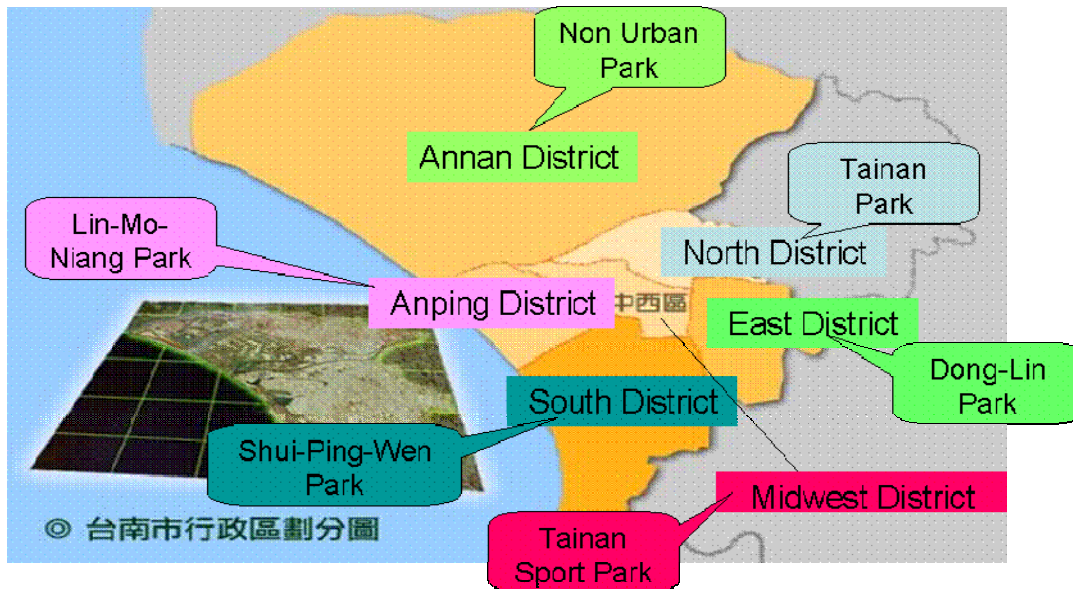 Non Urban
Park
Annan District
Tainan
Park
Lin-Mo-
Niang Park
North District
Anping District
中西區
East District
Dong-Lin
Park
South District
Shui-Ping-Wen
Park
Midwest District
Tainan
Sport Park
◎ 台南市行政區劃分圖